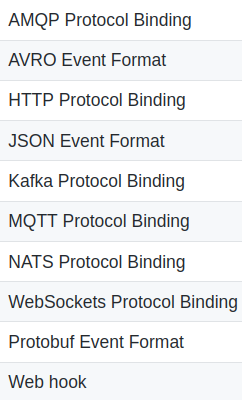 AMQP Protocol Binding
AVRO Event Format
HTTP Protocol Binding
JSON Event Format
Kafka Protocol Binding
MQTT Protocol Binding
NATS Protocol Binding
WebSockets Protocol Binding
Protobuf Event Format
Web hook